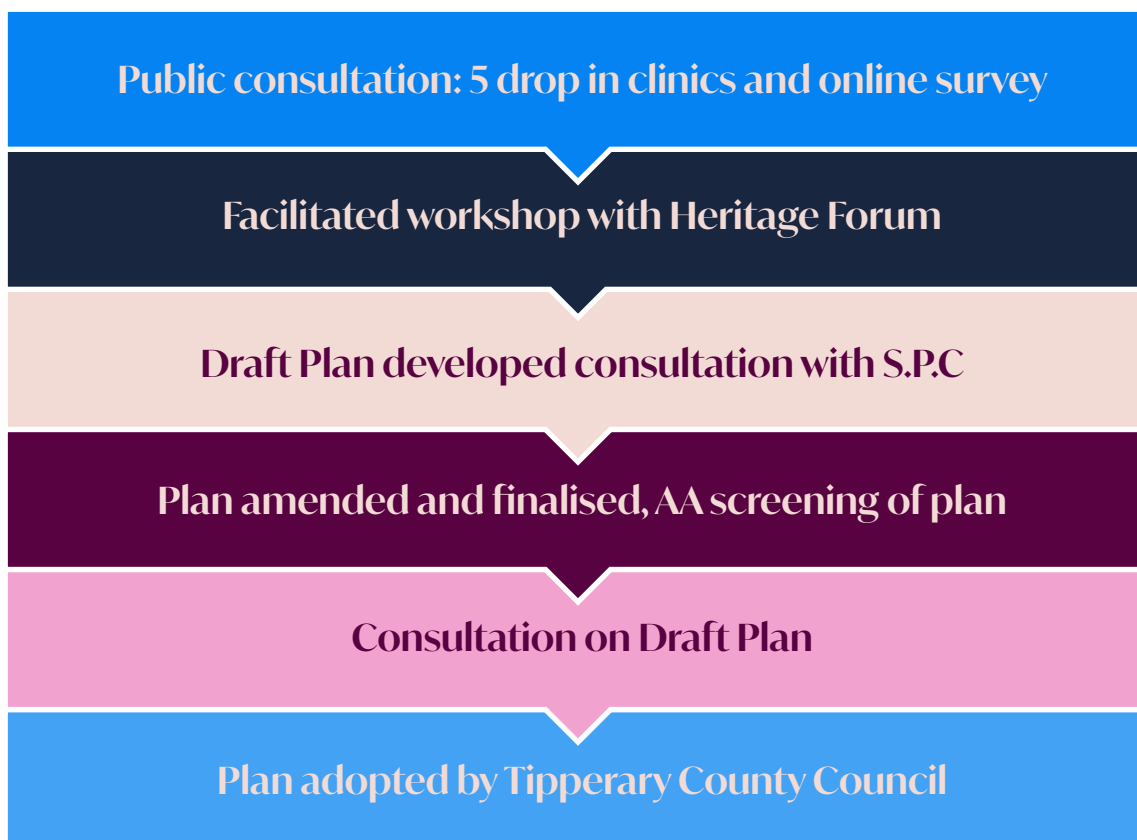 Public consultation: 5 drop in clinics and online survey
Facilitated workshop with Heritage Forum
Draft Plan developed consultation with S.P.C
Plan amended and finalised, AA screening of plan
Consultation on Draft Plan
Plan adopted by Tipperary County Council